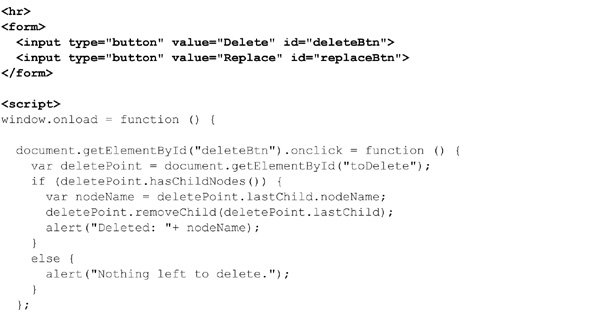 <hr>
<form>
  <input type="button" value="Delete" id="deleteBtn">
  <input type="button" value="Replace" id="replaceBtn">
</form>

<script>
window.onload = function () {

  document.getElementById("deleteBtn").onclick = function () {
    var deletePoint = document.getElementById("toDelete");
    if (deletePoint.hasChildNodes()) {
      var nodeName = deletePoint.lastChild.nodeName;
      deletePoint.removeChild(deletePoint.lastChild);
      alert("Deleted: "+ nodeName);
    }
    else {
      alert("Nothing left to delete.");
    }
  };